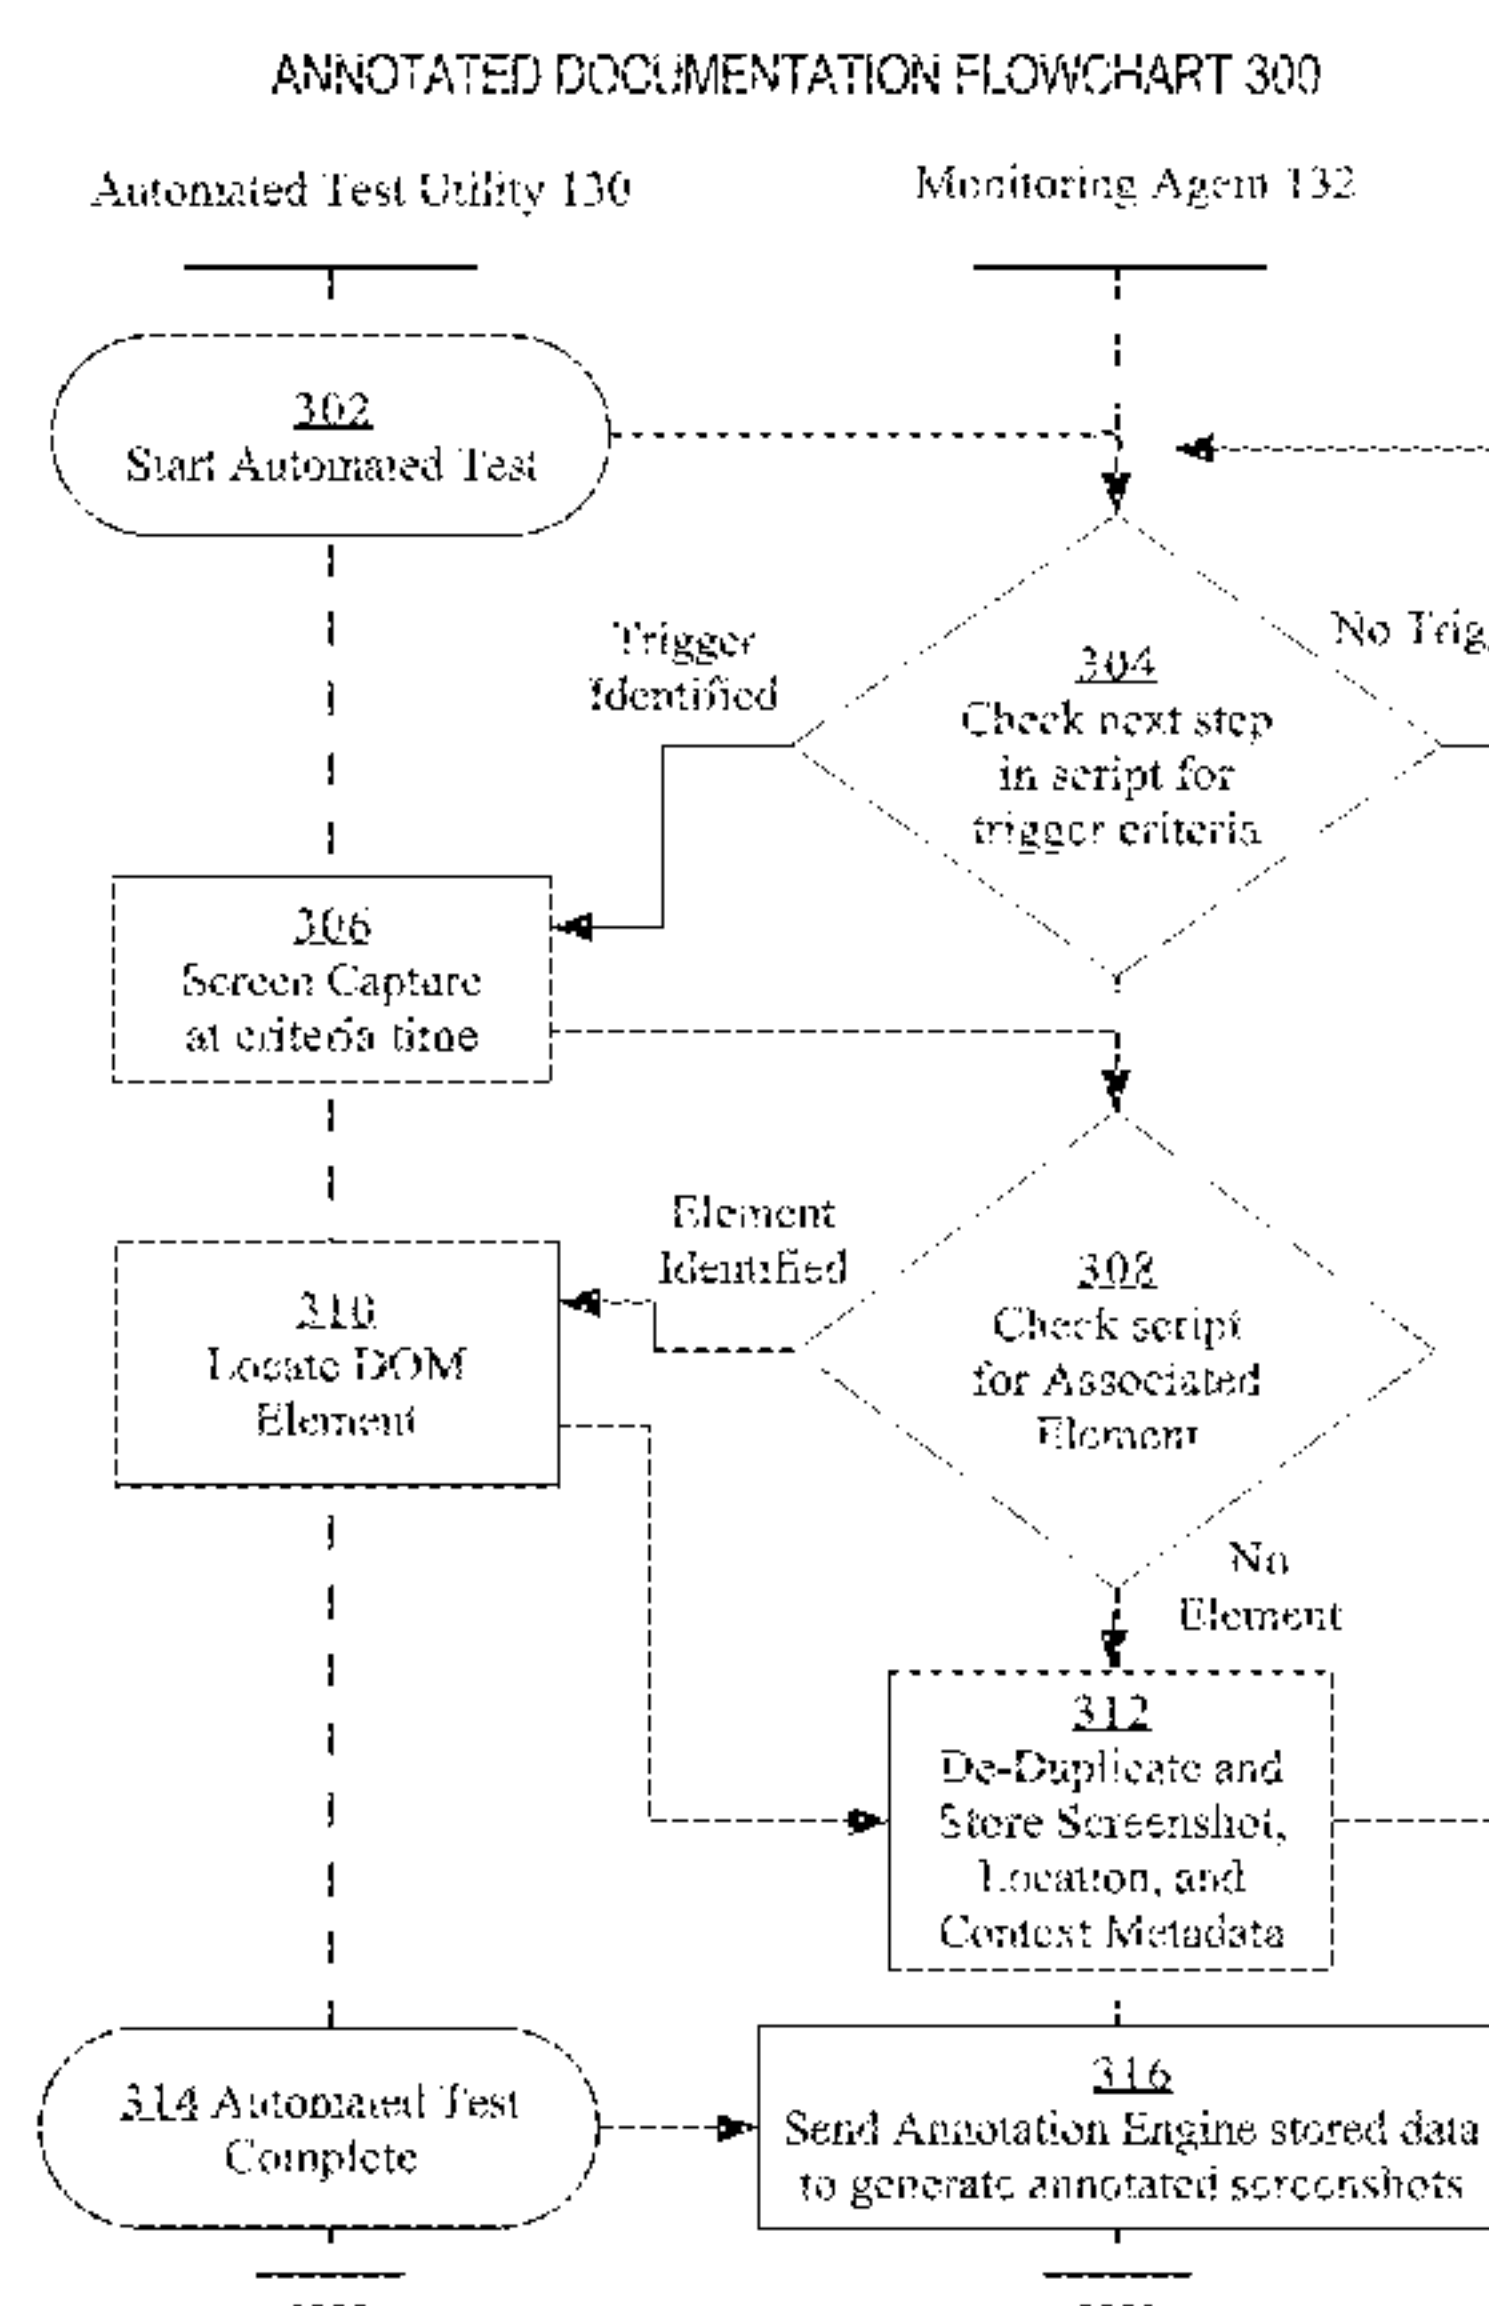 ANNOTATED DOCUMENTATION FLOWCHART 300
Automated Test Utility 130
Monitoring Agent 132
302
Start Automated Test
Trigger
Identified
No Trig
304
Check next step
in script for
trigger criteria
306
Screen Capture
at criteria time
Element
Identified
308
Check script
for Associated
Element
310
Locate DOM
Element
No
Element
312
De-Duplicate and
Store Screenshot,
Location, and
Context Metadata
314 Automated Test
Complete
316
Send Annotation Engine stored data
to generate annotated screenshots